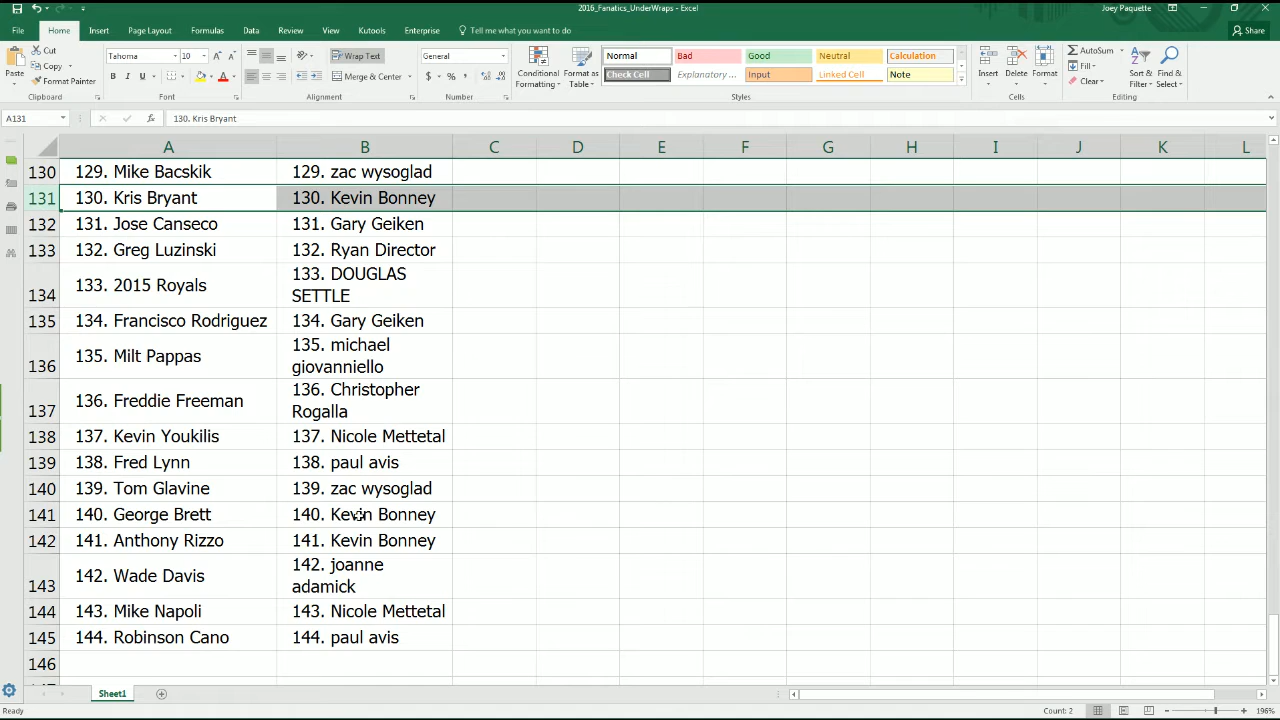 2016_Fanatics_UnderWraps - Excel
Joey Paquette
File Home Insert Page Layout Formulas Data Review View Kutools Enterprise Tell me what you want to do
Share
Paste
Cut
Copy
Format Painter
Clipboard
Tahoma 10
B I U
Font
Wrap Text
Merge & Center
Alignment
General
$ % ,
Number
Conditional Formatting
Format as Table
Normal Bad Good Neutral Calculation
Check Cell Explanatory ... Input Linked Cell Note
Styles
Insert Delete Format
Cells
AutoSum
Fill
Clear
Sort & Filter
Find & Select
Editing
A131 fx 130. Kris Bryant
A B C D E F G H I J K L
130 129. Mike Bacskik 129. zac wysoglad
131 130. Kris Bryant 130. Kevin Bonney
132 131. Jose Canseco 131. Gary Geiken
133 132. Greg Luzinski 132. Ryan Director
134 133. 2015 Royals 133. DOUGLAS
SETTLE
135 134. Francisco Rodriguez 134. Gary Geiken
136 135. Milt Pappas 135. michael
giovanniello
137 136. Freddie Freeman 136. Christopher
Rogalla
138 137. Kevin Youkilis 137. Nicole Mettetal
139 138. Fred Lynn 138. paul avis
140 139. Tom Glavine 139. zac wysoglad
141 140. George Brett 140. Kevin Bonney
142 141. Anthony Rizzo 141. Kevin Bonney
143 142. Wade Davis 142. joanne
adamick
144 143. Mike Napoli 143. Nicole Mettetal
145 144. Robinson Cano 144. paul avis
146
Sheet1
Ready
Count: 2
196%